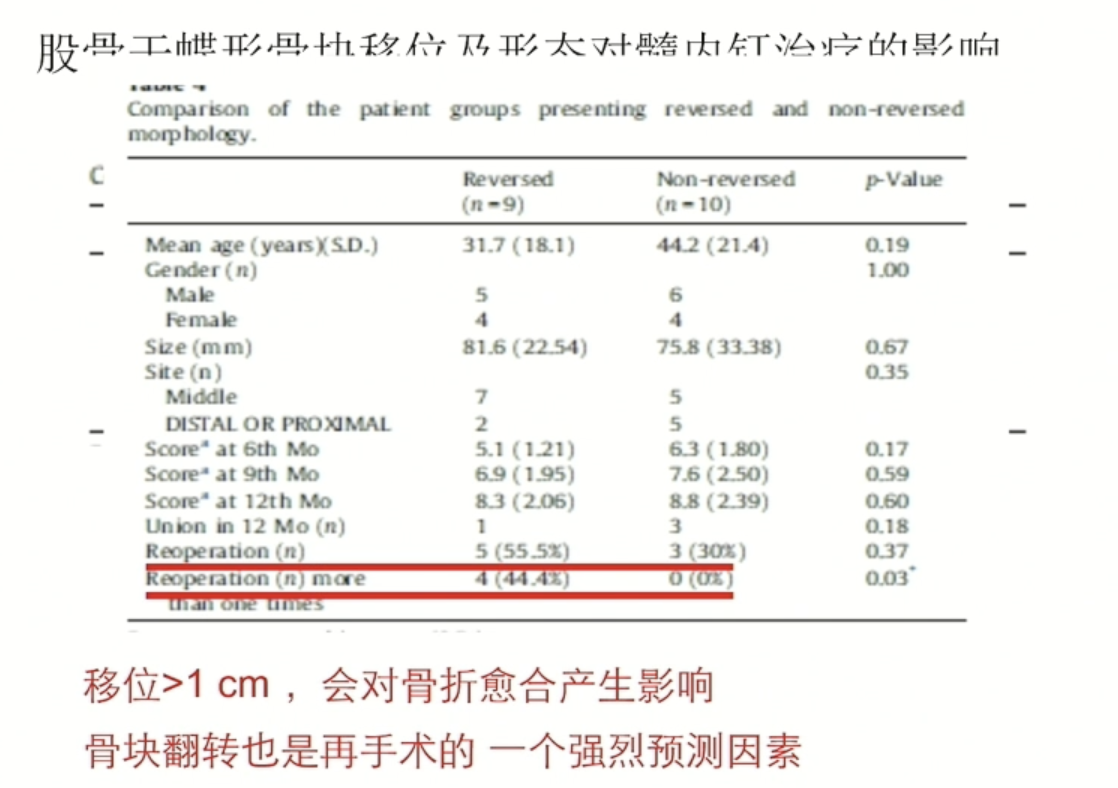 股骨干蝶形骨块移位及形态对髓内钉治疗的影响
Table 4
Comparison of the patient groups presenting reversed and non-reversed
morphology.
C
Reversed Non-reversed p-Value
(n=9) (n=10)
Mean age (years)(S.D.) 31.7 (18.1) 44.2 (21.4) 0.19
Gender (n) 1.00
Male 5 6
Female 4 4
Size (mm) 81.6 (22.54) 75.8 (33.38) 0.67
Site (n) 0.35
Middle 7 5
DISTAL OR PROXIMAL 2 5
Scoreª at 6th Mo 5.1 (1.21) 6.3 (1.80) 0.17
Scoreª at 9th Mo 6.9 (1.95) 7.6 (2.50) 0.59
Scoreª at 12th Mo 8.3 (2.06) 8.8 (2.39) 0.60
Union in 12 Mo (n) 1 3 0.18
Reoperation (n) 5 (55.5%) 3 (30%) 0.37
Reoperation (n) more 4 (44.4%) 0 (0%) 0.03*
than one times
移位>1 cm ，会对骨折愈合产生影响
骨块翻转也是再手术的 一个强烈预测因素